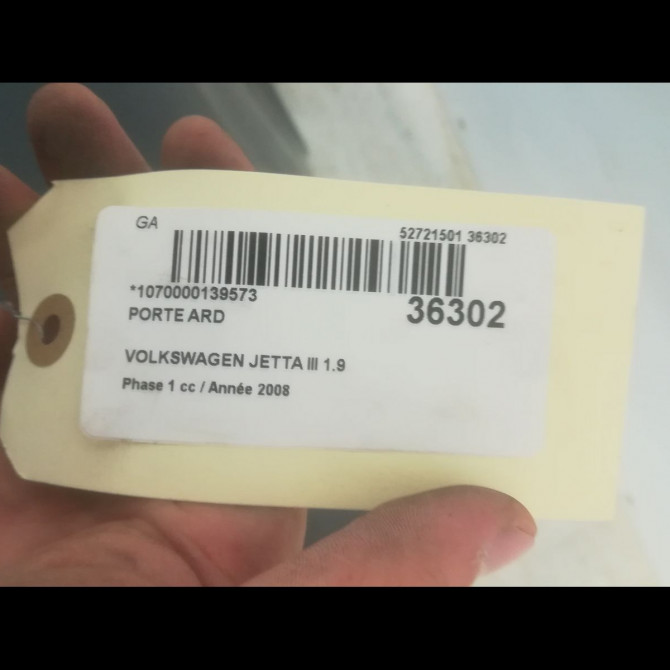 GA
52721501 36302
*1070000139573
36302
PORTE ARD
VOLKSWAGEN JETTA III 1.9
Phase 1 cc / Année 2008